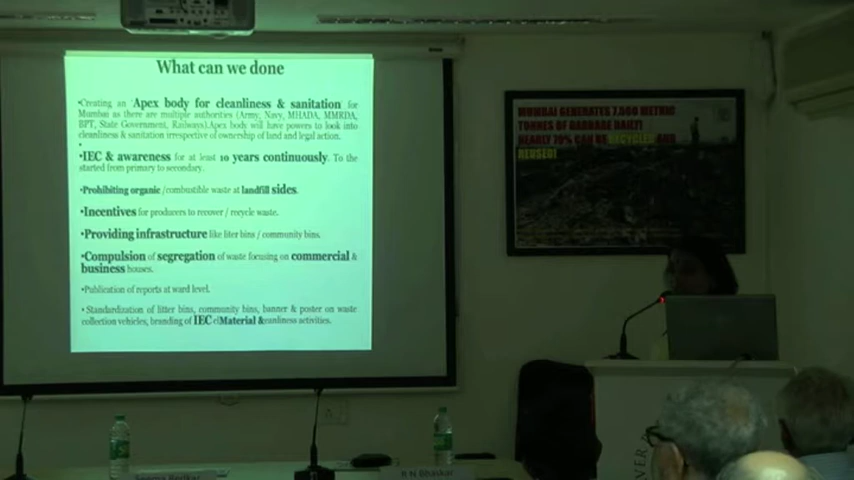 What can we done
•Creating an 'Apex body for cleanliness & sanitation' for
Mumbai as there are multiple authorities (Army, Navy, MHADA, MMRDA,
BPT, State Government, Railways).Apex body will have powers to look into
cleanliness & sanitation irrespective of ownership of land and legal action.
•
•IEC & awareness for at least 10 years continuously. To the
started from primary to secondary.
•Prohibiting organic /combustible waste at landfill sides.
•Incentives for producers to recover / recycle waste.
•Providing infrastructure like liter bins / community bins.
•Compulsion of segregation of waste focusing on commercial &
business houses.
•Publication of reports at ward level.
• Standardization of litter bins, community bins, banner & poster on waste
collection vehicles, branding of IEC Material & activities.
MUMBAI GENERATES 7,000 METRIC
TONNES OF GARBAGE DAILY!
NEARLY 70% CAN BE RECYCLED AND
REUSED!
R N Bhaskar